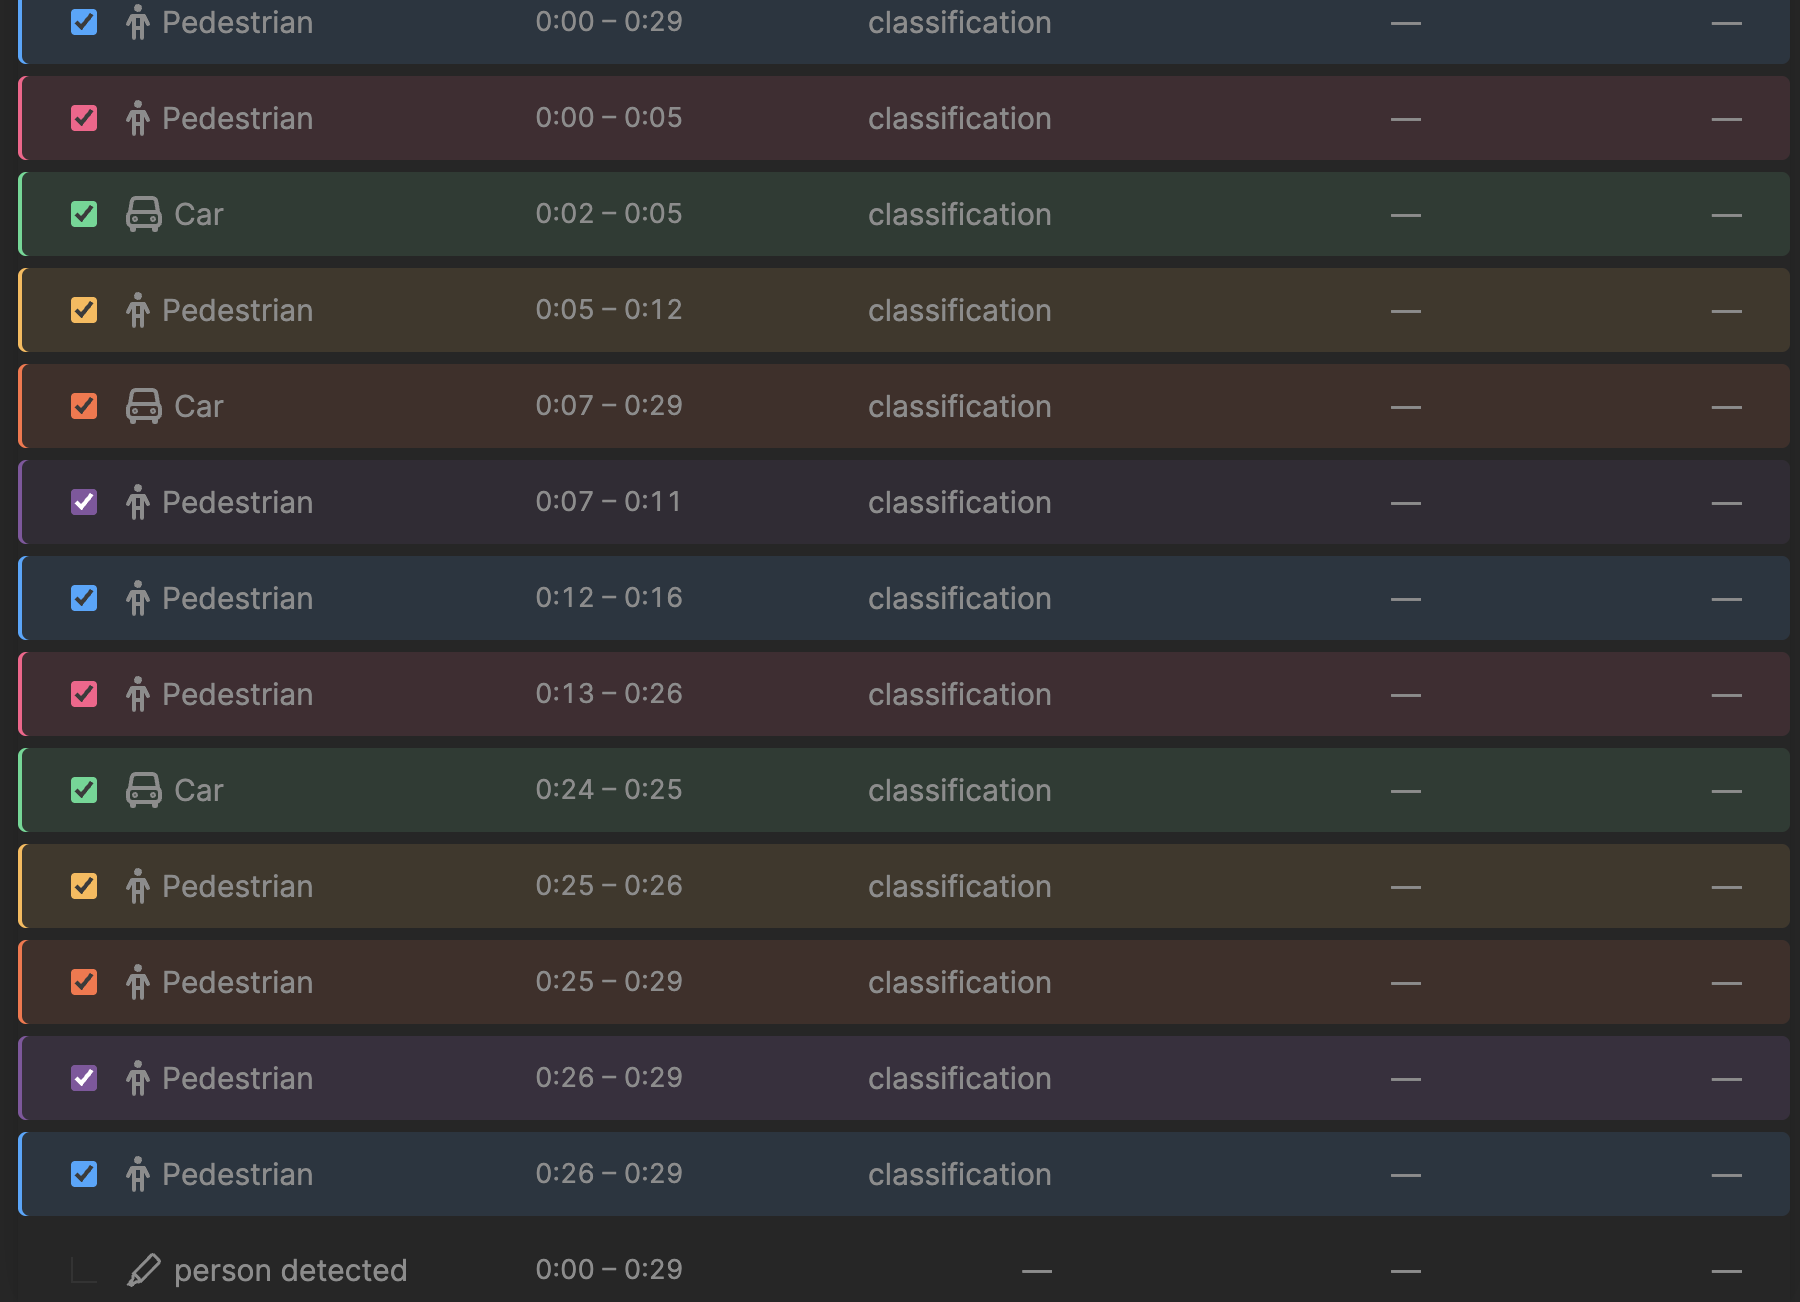 Pedestrian 0:00 – 0:29 classification — —
Pedestrian 0:00 – 0:05 classification — —
Car 0:02 – 0:05 classification — —
Pedestrian 0:05 – 0:12 classification — —
Car 0:07 – 0:29 classification — —
Pedestrian 0:07 – 0:11 classification — —
Pedestrian 0:12 – 0:16 classification — —
Pedestrian 0:13 – 0:26 classification — —
Car 0:24 – 0:25 classification — —
Pedestrian 0:25 – 0:26 classification — —
Pedestrian 0:25 – 0:29 classification — —
Pedestrian 0:26 – 0:29 classification — —
Pedestrian 0:26 – 0:29 classification — —
person detected 0:00 – 0:29 — — —